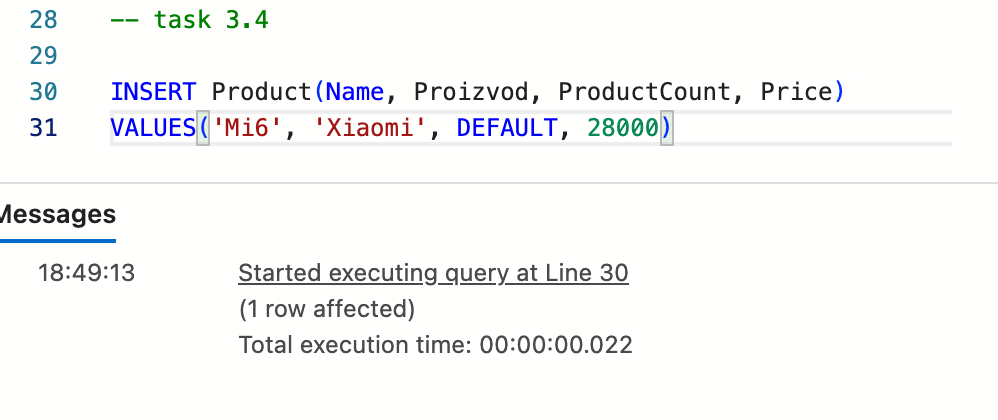 28 -- task 3.4
29
30 INSERT Product(Name, Proizvod, ProductCount, Price)
31 VALUES('Mi6', 'Xiaomi', DEFAULT, 28000)
Messages
18:49:13 Started executing query at Line 30
(1 row affected)
Total execution time: 00:00:00.022